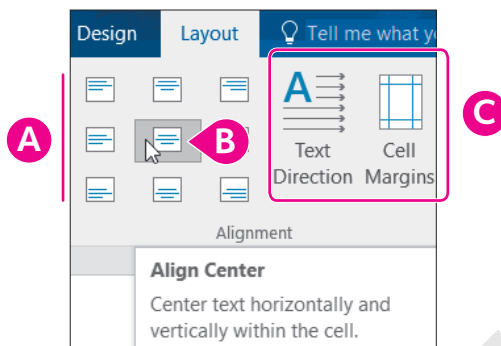 Design Layout Tell me what y
A
B
A
C
Text Direction
Cell Margins
Alignment
Align Center
Center text horizontally and
vertically within the cell.